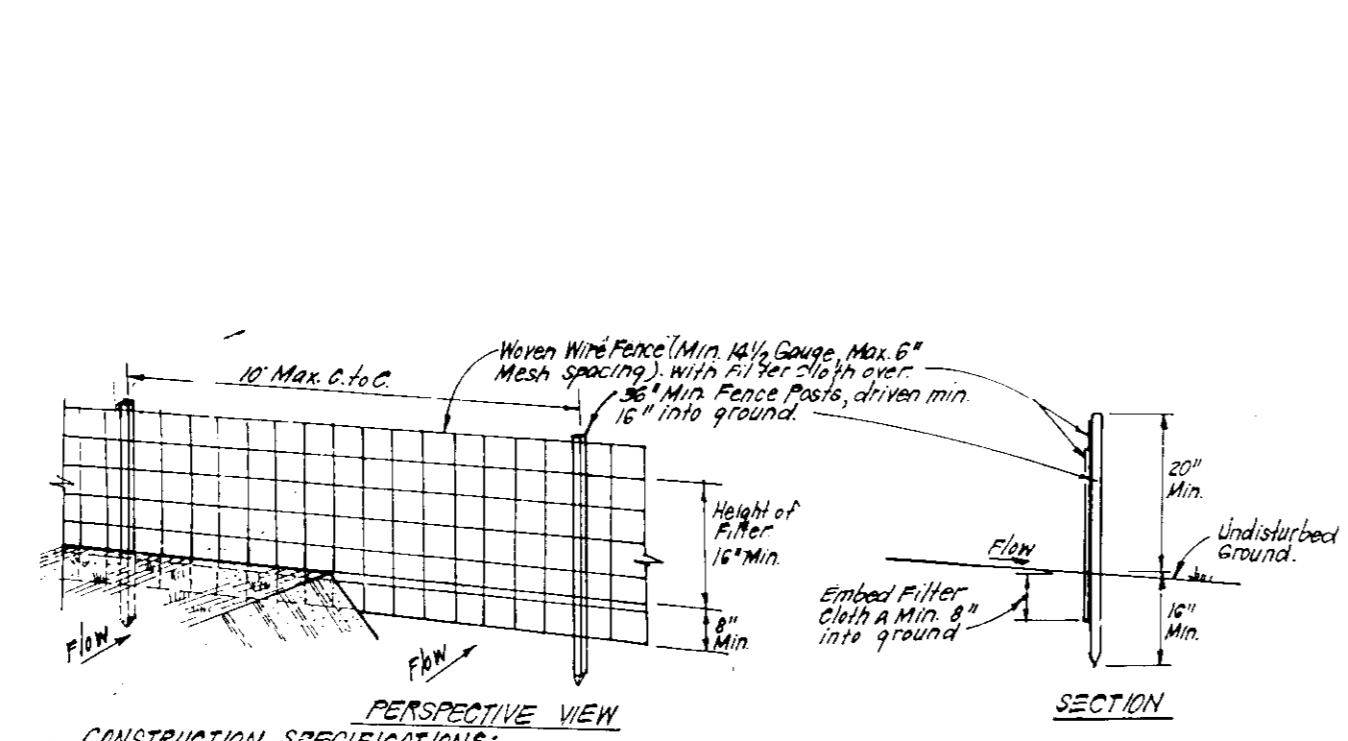 Woven Wire Fence (Min. 14½ Gauge, Max. 6"
Mesh Spacing) with Filter Cloth over.
10' Max. C. to C.
36" Min. Fence Posts, driven min.
16" into ground.
Height of
Filter
16" Min.
8"
Min.
Flow
Flow
PERSPECTIVE VIEW
20"
Min.
Flow
Undisturbed
Ground.
Embed Filter
Cloth A Min. 8"
into ground
16"
Min.
SECTION
CONSTRUCTION SPECIFICATIONS: